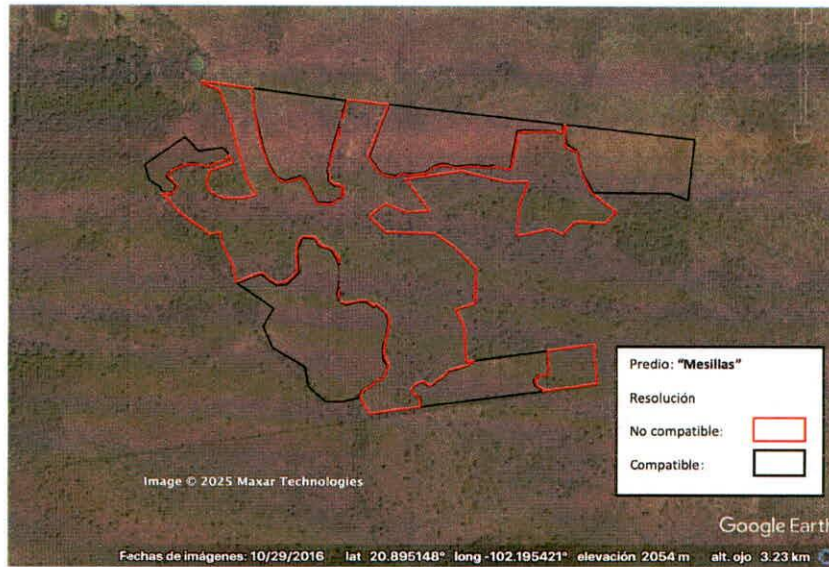 Predio: "Mesillas"
Resolución
No compatible:
Compatible:
Image © 2025 Maxar Technologies
Google Earth
Fechas de imágenes: 10/29/2016 lat 20.895148° long -102.195421° elevación 2054 m alt. ojo 3.23 km